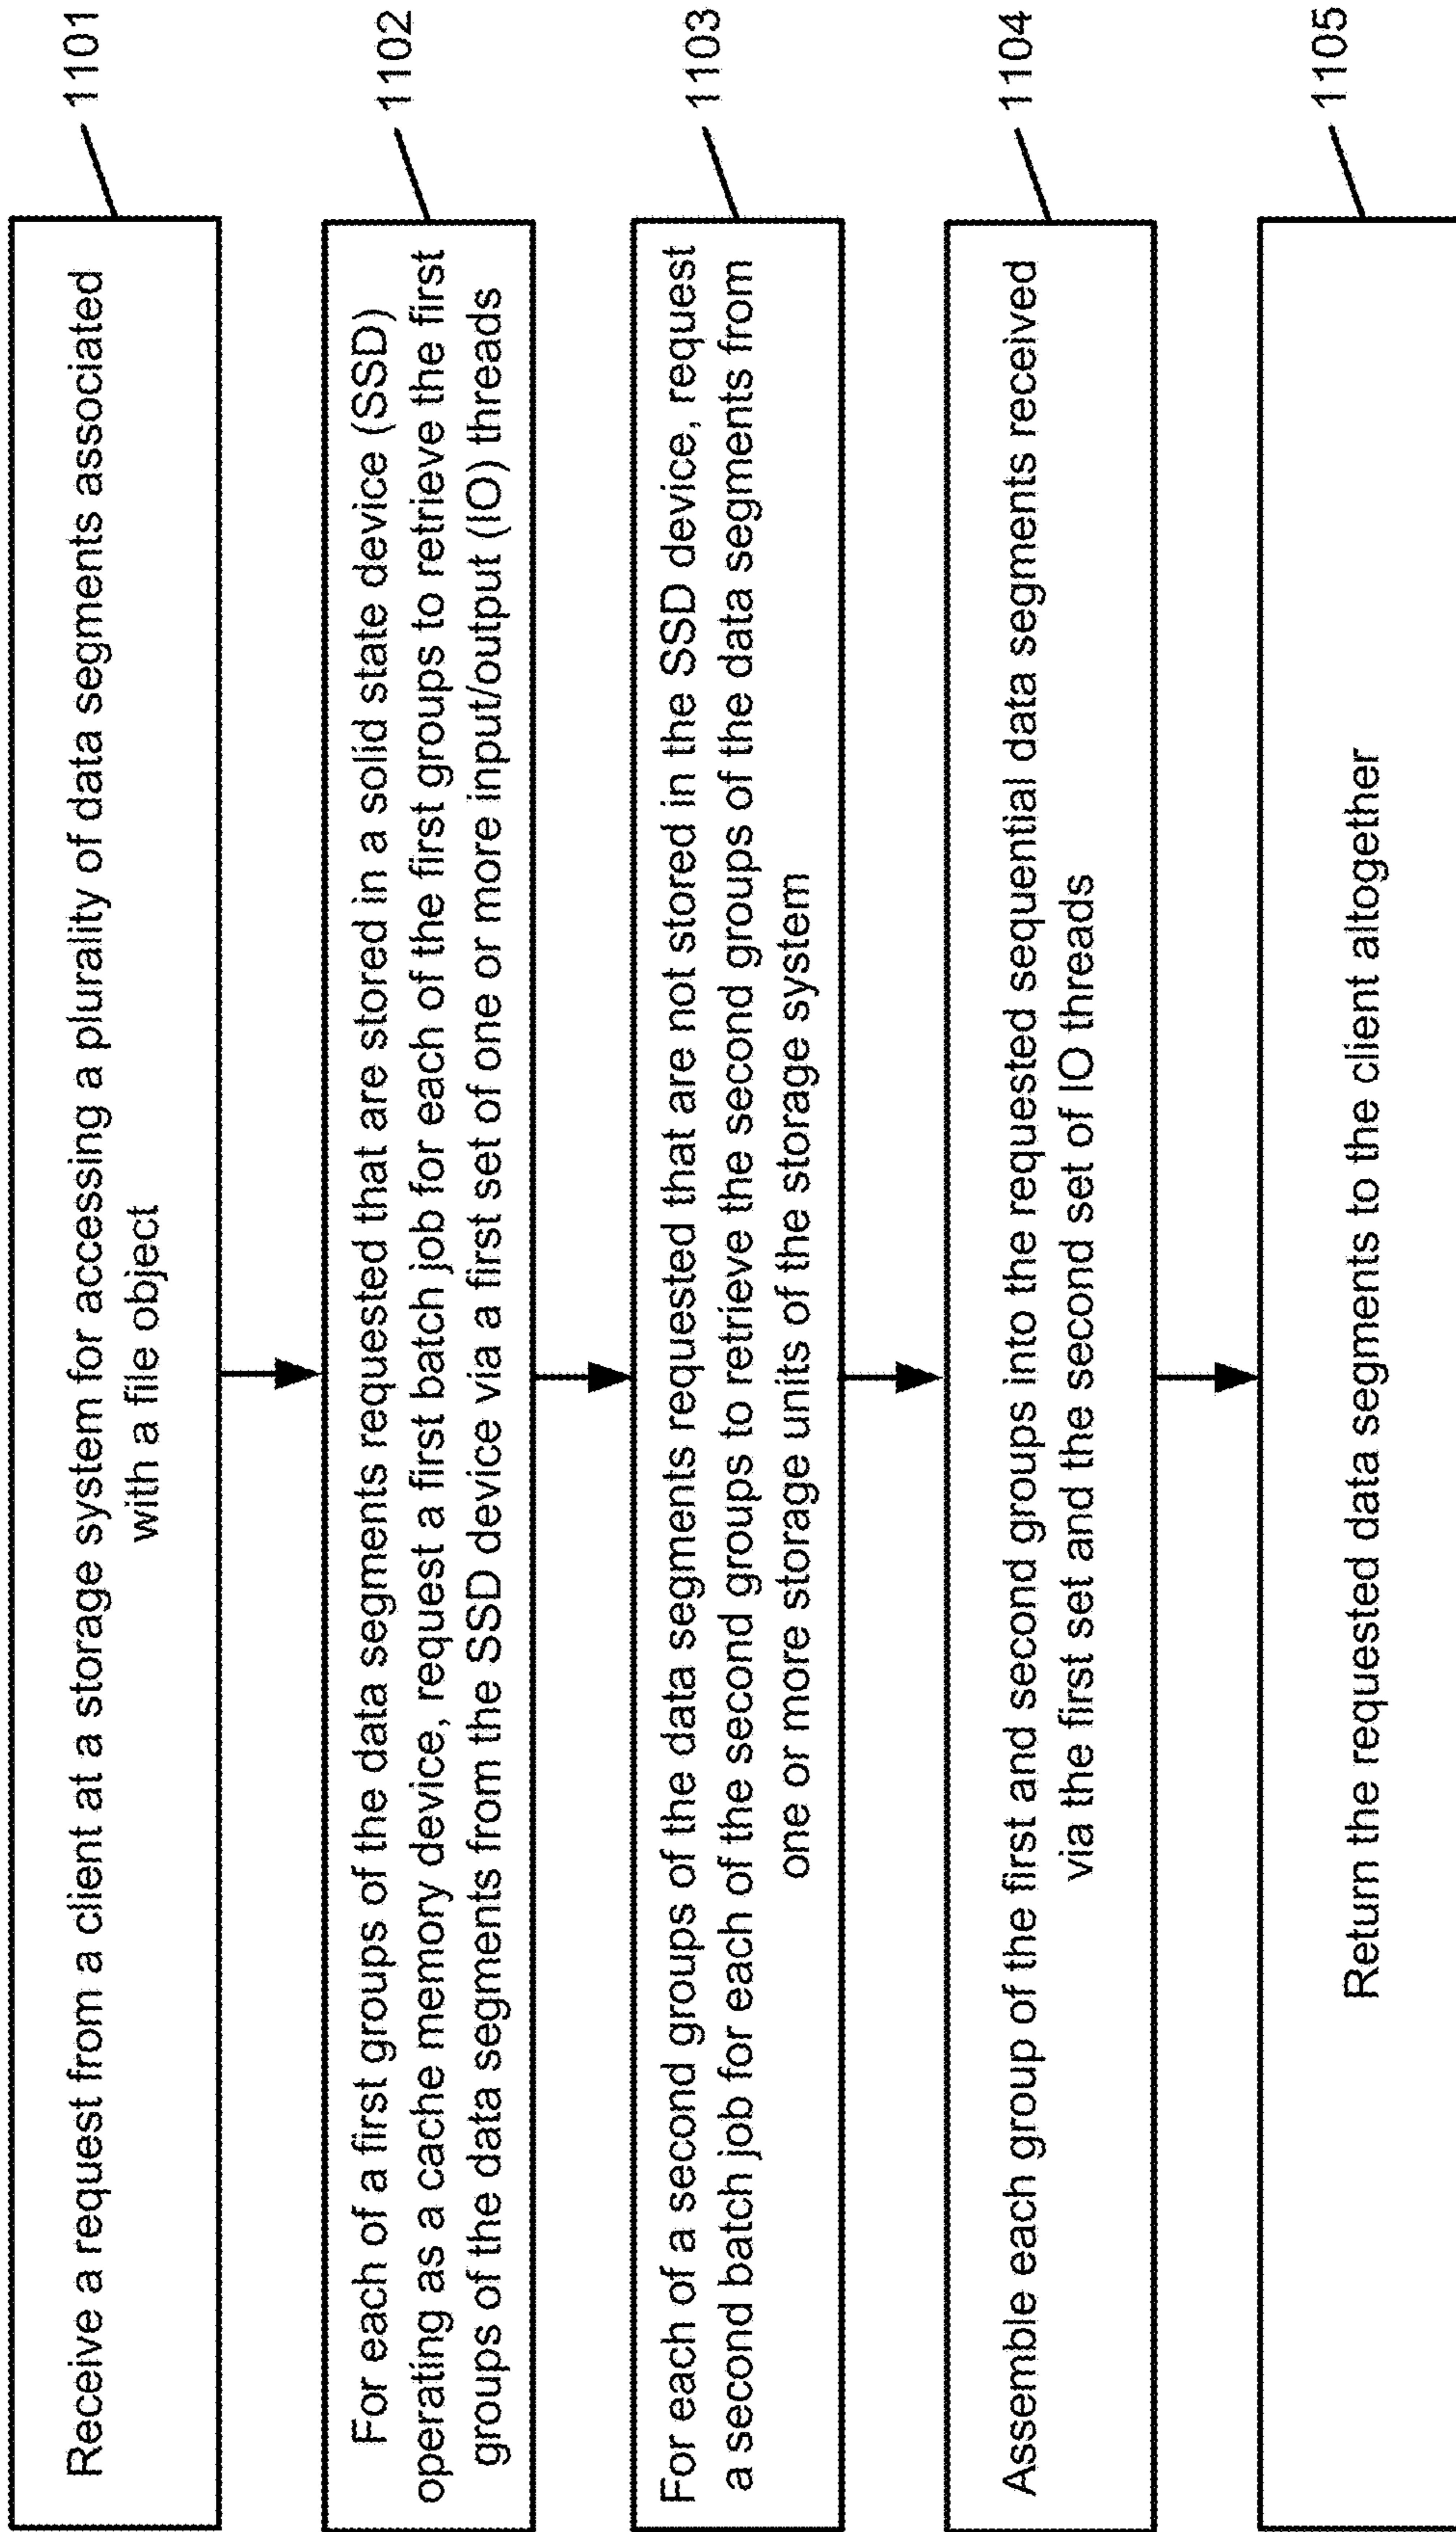 Receive a request from a client at a storage system for accessing a plurality of data segments associated
with a file object
1101
For each of a first groups of the data segments requested that are stored in a solid state device (SSD)
operating as a cache memory device, request a first batch job for each of the first groups to retrieve the first
groups of the data segments from the SSD device via a first set of one or more input/output (IO) threads
1102
For each of a second groups of the data segments requested that are not stored in the SSD device, request
a second batch job for each of the second groups to retrieve the second groups of the data segments from
one or more storage units of the storage system
1103
Assemble each group of the first and second groups into the requested sequential data segments received
via the first set and the second set of IO threads
1104
Return the requested data segments to the client altogether
1105